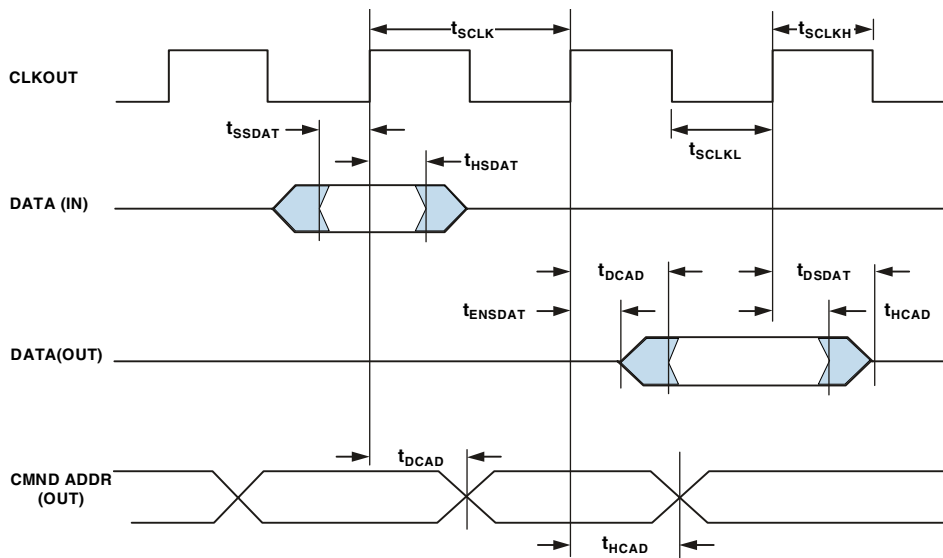 tSCLK
tSCLKH
CLKOUT
tSSDAT
tSCLKL
tHSDAT
DATA (IN)
tDCAD
tDSDAT
tENSDAT
tHCAD
DATA(OUT)
tDCAD
CMND ADDR
(OUT)
tHCAD